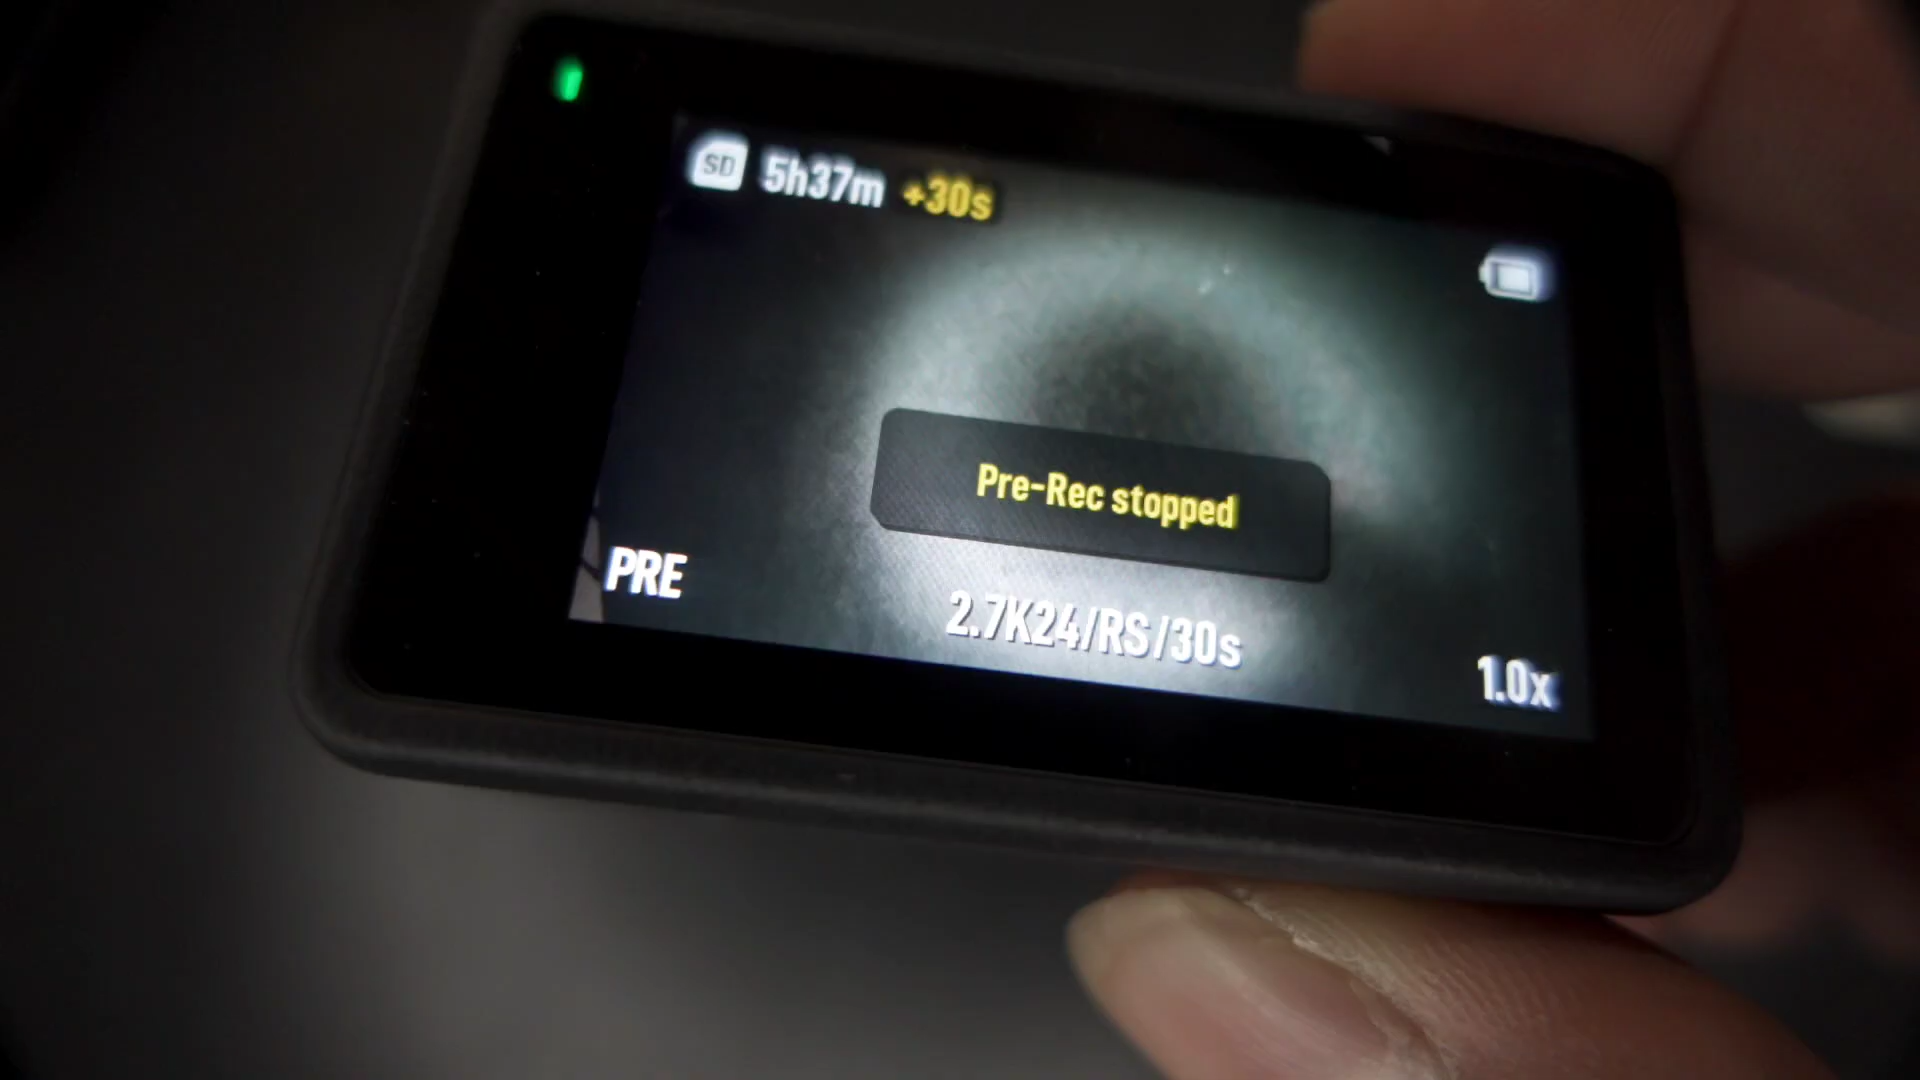 SD 5h37m +30s
Pre-Rec stopped
PRE
2.7K24/RS/30s
1.0x